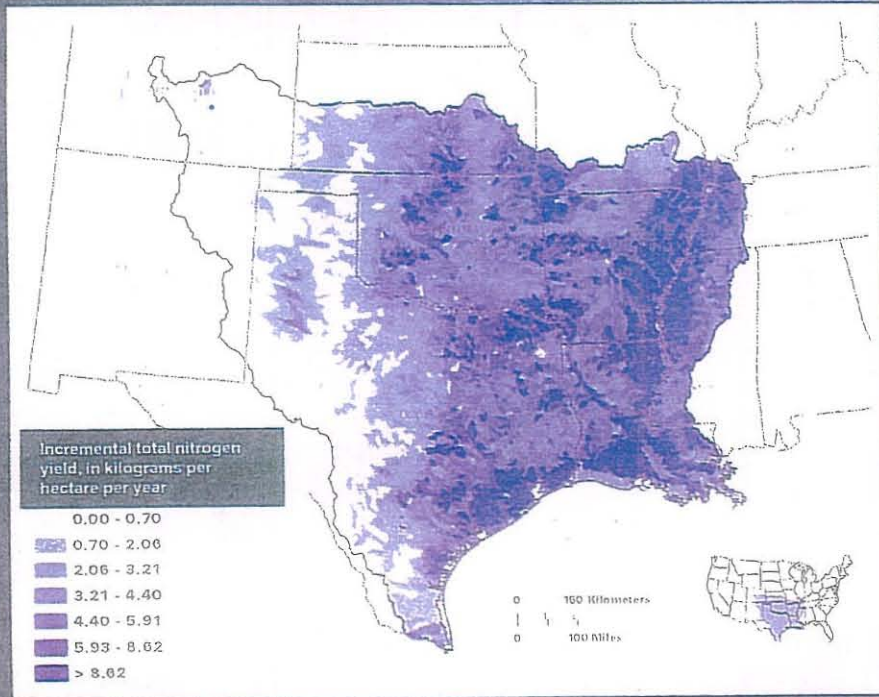 Incremental total nitrogen
yield, in kilograms per
hectare per year
0.00 - 0.70
0.70 - 2.06
2.06 - 3.21
3.21 - 4.40
4.40 - 5.91
5.93 - 8.62
> 8.62
0 150 Kilometers
0 100 Miles